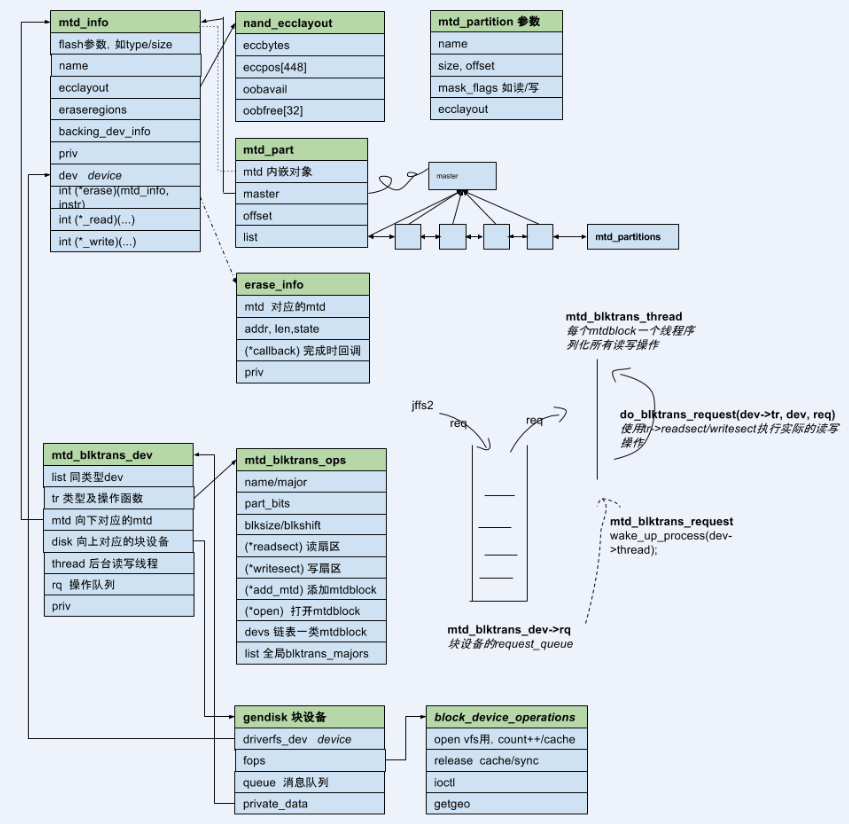 mtd_info
flash参数, 如type/size
name
ecclayout
eraseregions
backing_dev_info
priv
dev device
int (*erase)(mtd_info,
instr)
int (*_read)(...)
int (*_write)(...)
nand_ecclayout
eccbytes
eccpos[448]
oobavail
oobfree[32]
mtd_partition 参数
name
size, offset
mask_flags 如读/写
ecclayout
mtd_part
mtd 内嵌对象
master
offset
list
master
mtd_partitions
erase_info
mtd 对应的mtd
addr, len,state
(*callback) 完成时回调
priv
mtd_blktrans_thread
每个mtdblock一个线程序
列化所有读写操作
jffs2
req
req
do_blktrans_request(dev->tr, dev, req)
使用tr->readsect/writesect执行实际的读写
操作
mtd_blktrans_request
wake_up_process(dev-
>thread);
mtd_blktrans_dev->rq
块设备的request_queue
mtd_blktrans_dev
list 同类型dev
tr 类型及操作函数
mtd 向下对应的mtd
disk 向上对应的块设备
thread 后台读写线程
rq 操作队列
priv
mtd_blktrans_ops
name/major
part_bits
blksize/blkshift
(*readsect) 读扇区
(*writesect) 写扇区
(*add_mtd) 添加mtdblock
(*open) 打开mtdblock
devs 链表一类mtdblock
list 全局blktrans_majors
gendisk 块设备
driverfs_dev device
fops
queue 消息队列
private_data
block_device_operations
open vfs用, count++/cache
release cache/sync
ioctl
getgeo